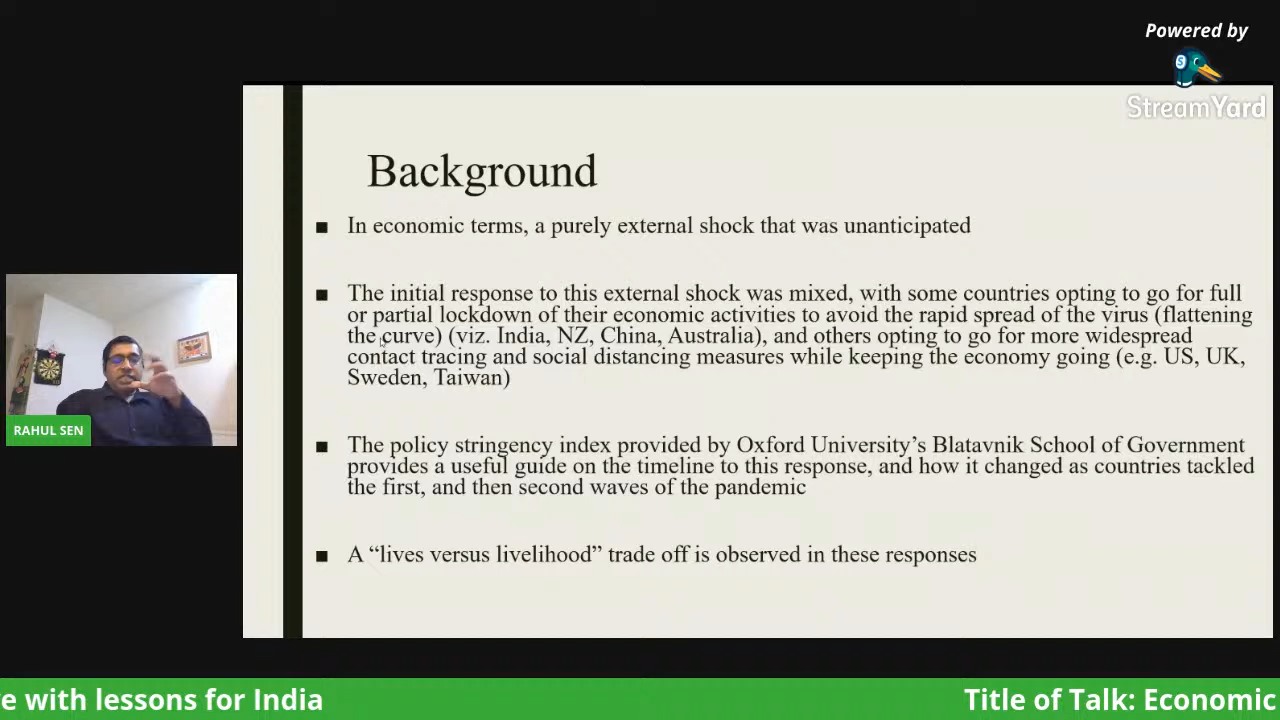 Powered by
StreamYard
Background
In economic terms, a purely external shock that was unanticipated
The initial response to this external shock was mixed, with some countries opting to go for full
or partial lockdown of their economic activities to avoid the rapid spread of the virus (flattening
the curve) (viz. India, NZ, China, Australia), and others opting to go for more widespread
contact tracing and social distancing measures while keeping the economy going (e.g. US, UK,
Sweden, Taiwan)
The policy stringency index provided by Oxford University’s Blatavnik School of Government
provides a useful guide on the timeline to this response, and how it changed as countries tackled
the first, and then second waves of the pandemic
A “lives versus livelihood” trade off is observed in these responses
RAHUL SEN
e with lessons for India
Title of Talk: Economic